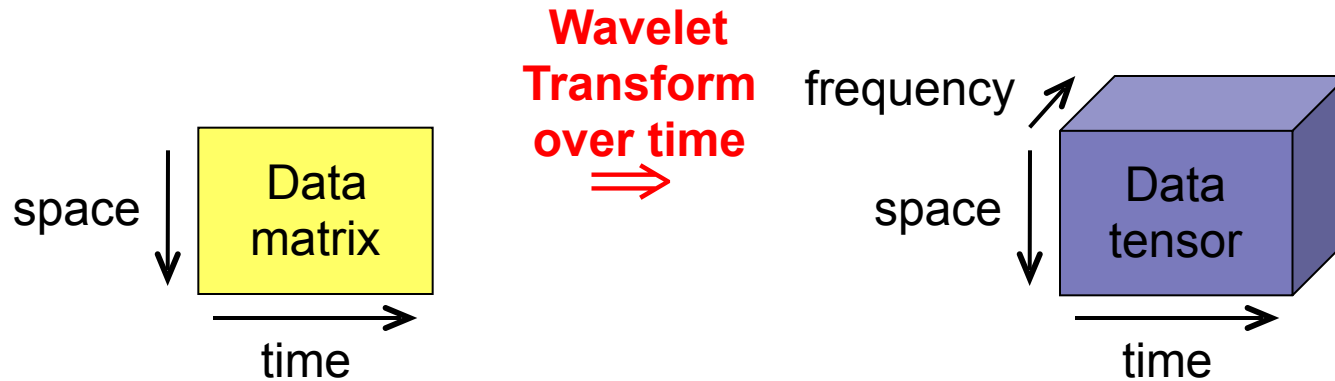 Wavelet
Transform
over time
space
Data
matrix
time
frequency
space
Data
tensor
time